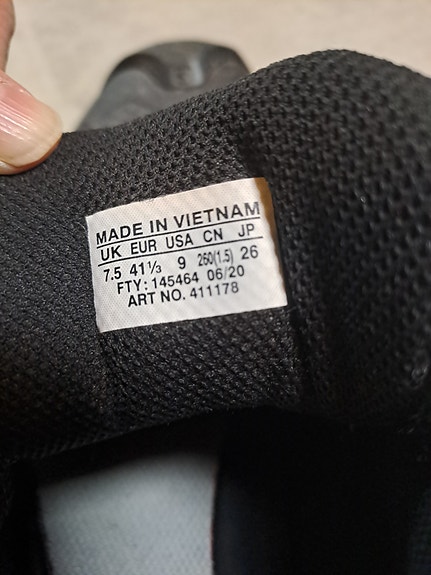 MADE IN VIETNAM
UK EUR USA CN JP
7.5 41⅓ 9 260(1.5) 26
FTY: 145464 06/20
ART NO. 411178